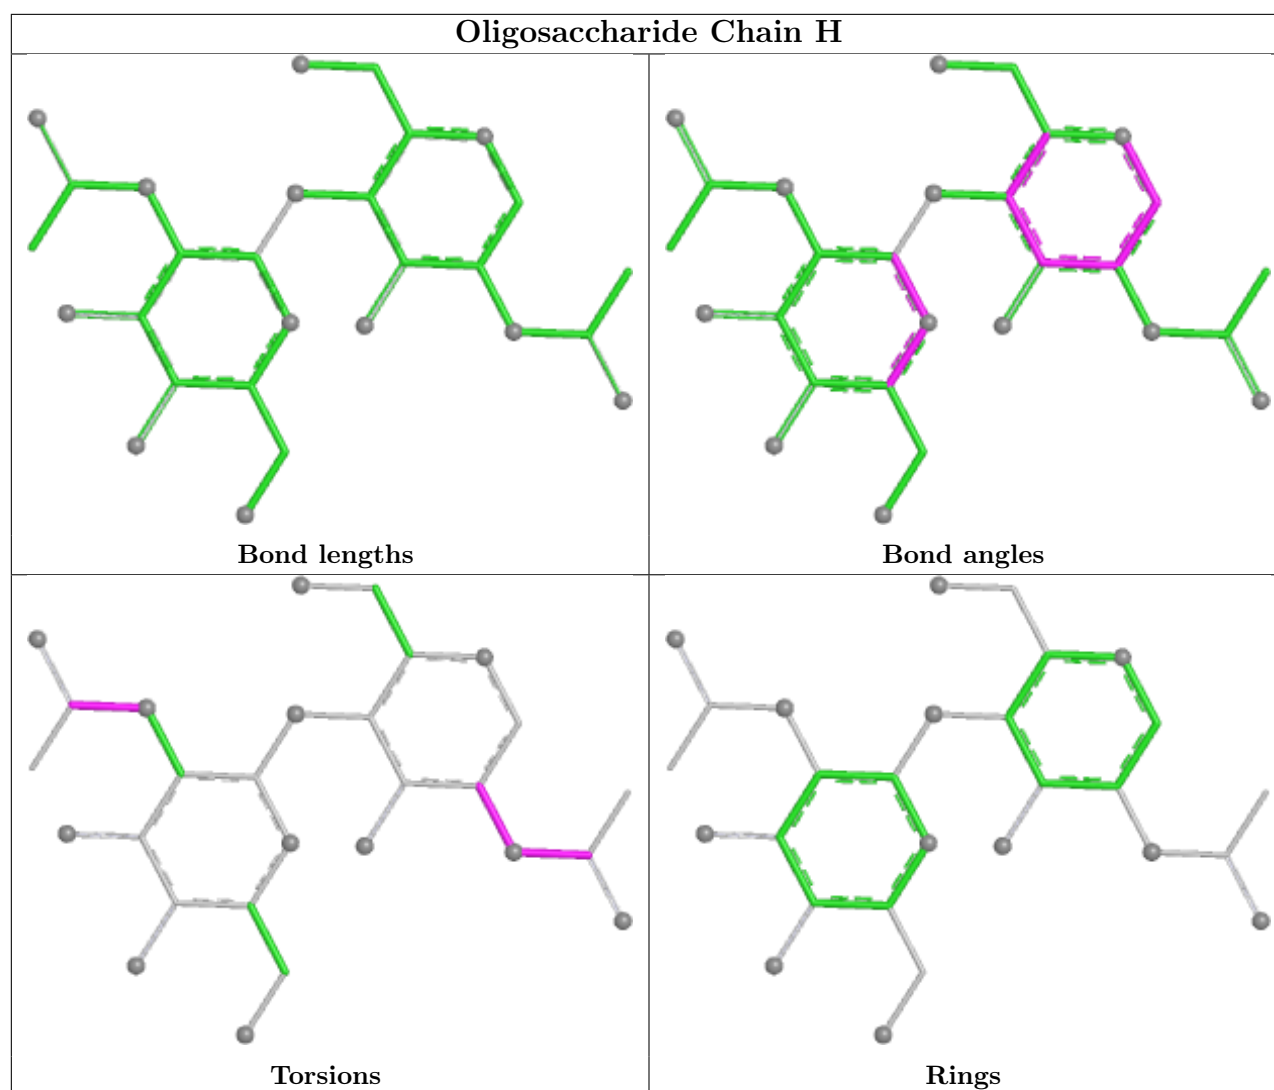 Oligosaccharide Chain H
Bond lengths
Bond angles
Torsions
Rings